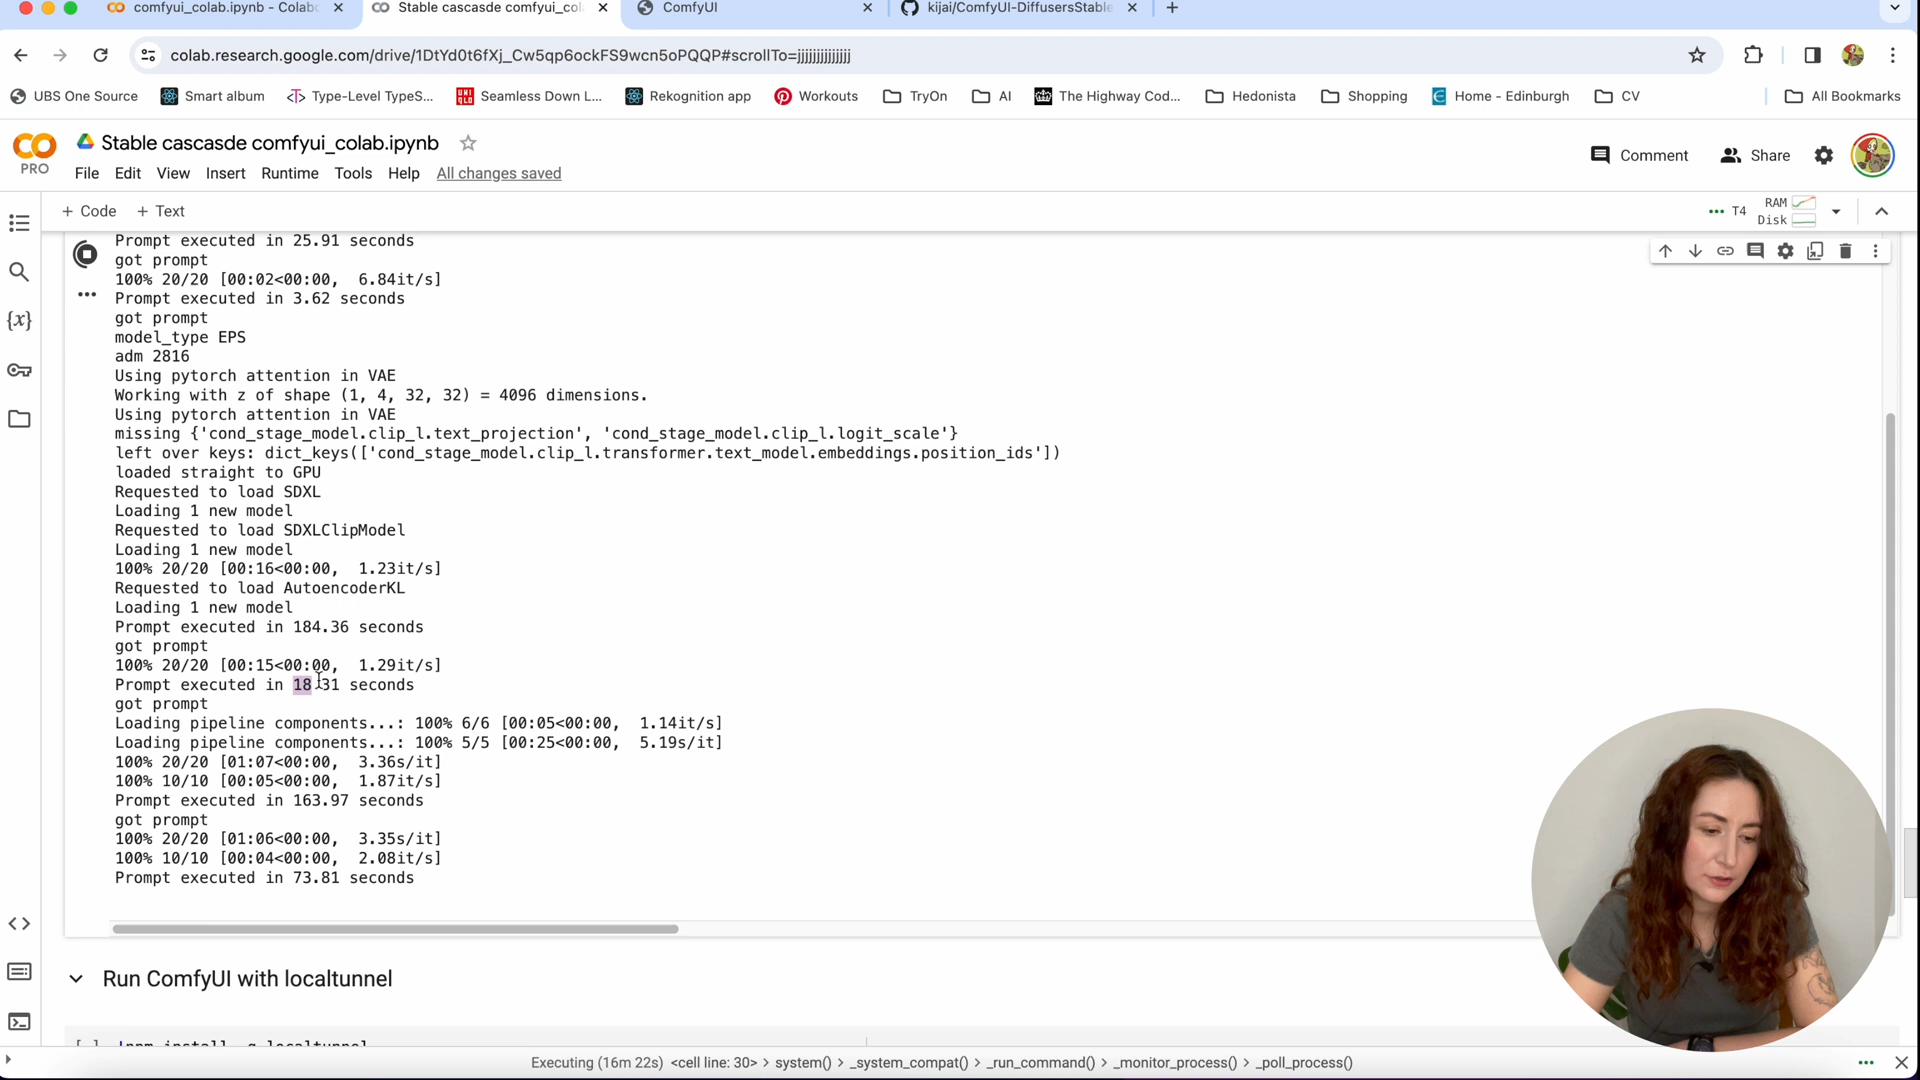 comfyui_colab.ipynb - Colab
Stable cascasde comfyui_col
ComfyUI
kijai/ComfyUI-DiffusersStable
colab.research.google.com/drive/1DtYd0t6fXj_Cw5qp6ockFS9wcn5oPQQP#scrollTo=jjjjjjjjjjjjjj
UBS One Source
Smart album
Type-Level TypeS...
Seamless Down L...
Rekognition app
Workouts
TryOn
AI
The Highway Cod...
Hedonista
Shopping
Home - Edinburgh
CV
All Bookmarks
CO
PRO
Stable cascasde comfyui_colab.ipynb
Comment
Share
File Edit View Insert Runtime Tools Help All changes saved
+ Code + Text
T4
RAM
Disk
Prompt executed in 25.91 seconds
got prompt
100% 20/20 [00:02<00:00, 6.84it/s]
Prompt executed in 3.62 seconds
got prompt
model_type EPS
adm 2816
Using pytorch attention in VAE
Working with z of shape (1, 4, 32, 32) = 4096 dimensions.
Using pytorch attention in VAE
missing {'cond_stage_model.clip_l.text_projection', 'cond_stage_model.clip_l.logit_scale'}
left over keys: dict_keys(['cond_stage_model.clip_l.transformer.text_model.embeddings.position_ids'])
loaded straight to GPU
Requested to load SDXL
Loading 1 new model
Requested to load SDXLClipModel
Loading 1 new model
100% 20/20 [00:16<00:00, 1.23it/s]
Requested to load AutoencoderKL
Loading 1 new model
Prompt executed in 184.36 seconds
got prompt
100% 20/20 [00:15<00:00, 1.29it/s]
Prompt executed in 18.31 seconds
got prompt
Loading pipeline components...: 100% 6/6 [00:05<00:00, 1.14it/s]
Loading pipeline components...: 100% 5/5 [00:25<00:00, 5.19s/it]
100% 20/20 [01:07<00:00, 3.36s/it]
100% 10/10 [00:05<00:00, 1.87it/s]
Prompt executed in 163.97 seconds
got prompt
100% 20/20 [01:06<00:00, 3.35s/it]
100% 10/10 [00:04<00:00, 2.08it/s]
Prompt executed in 73.81 seconds
Run ComfyUI with localtunnel
[ ] !npm install -g localtunnel
Executing (16m 22s) <cell line: 30> > system() > _system_compat() > _run_command() > _monitor_process() > _poll_process()